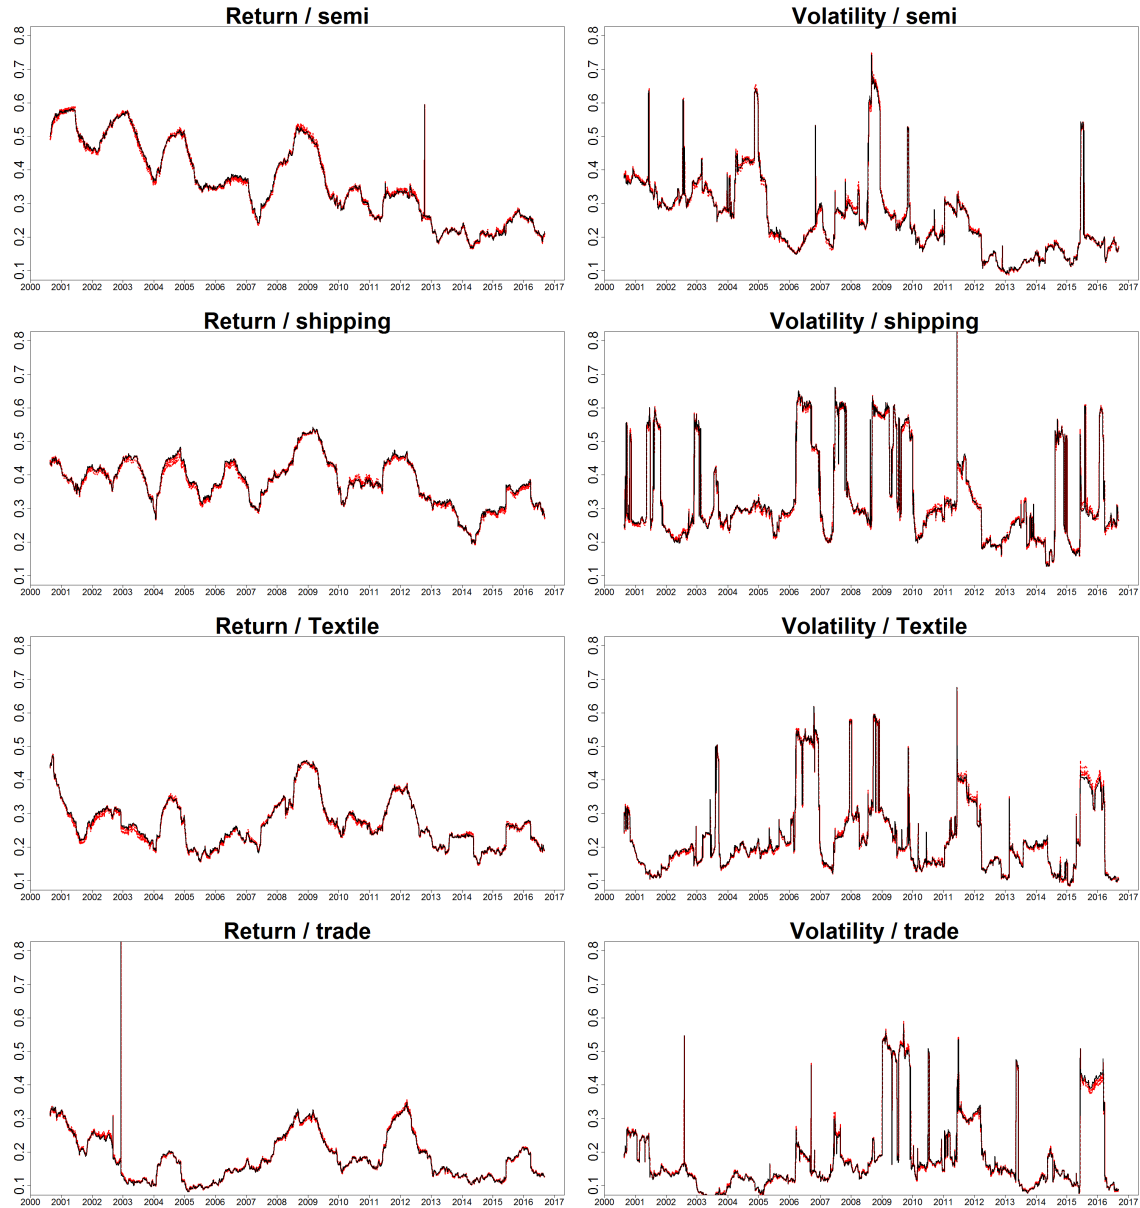 Return / semi
0.1 0.2 0.3 0.4 0.5 0.6 0.7 0.8
2000 2001 2002 2003 2004 2005 2006 2007 2008 2009 2010 2011 2012 2013 2014 2015 2016 2017
Volatility / semi
0.1 0.2 0.3 0.4 0.5 0.6 0.7 0.8
2000 2001 2002 2003 2004 2005 2006 2007 2008 2009 2010 2011 2012 2013 2014 2015 2016 2017
Return / shipping
0.1 0.2 0.3 0.4 0.5 0.6 0.7 0.8
2000 2001 2002 2003 2004 2005 2006 2007 2008 2009 2010 2011 2012 2013 2014 2015 2016 2017
Volatility / shipping
0.1 0.2 0.3 0.4 0.5 0.6 0.7 0.8
2000 2001 2002 2003 2004 2005 2006 2007 2008 2009 2010 2011 2012 2013 2014 2015 2016 2017
Return / Textile
0.1 0.2 0.3 0.4 0.5 0.6 0.7 0.8
2000 2001 2002 2003 2004 2005 2006 2007 2008 2009 2010 2011 2012 2013 2014 2015 2016 2017
Volatility / Textile
0.1 0.2 0.3 0.4 0.5 0.6 0.7 0.8
2000 2001 2002 2003 2004 2005 2006 2007 2008 2009 2010 2011 2012 2013 2014 2015 2016 2017
Return / trade
0.1 0.2 0.3 0.4 0.5 0.6 0.7 0.8
2000 2001 2002 2003 2004 2005 2006 2007 2008 2009 2010 2011 2012 2013 2014 2015 2016 2017
Volatility / trade
0.1 0.2 0.3 0.4 0.5 0.6 0.7 0.8
2000 2001 2002 2003 2004 2005 2006 2007 2008 2009 2010 2011 2012 2013 2014 2015 2016 2017